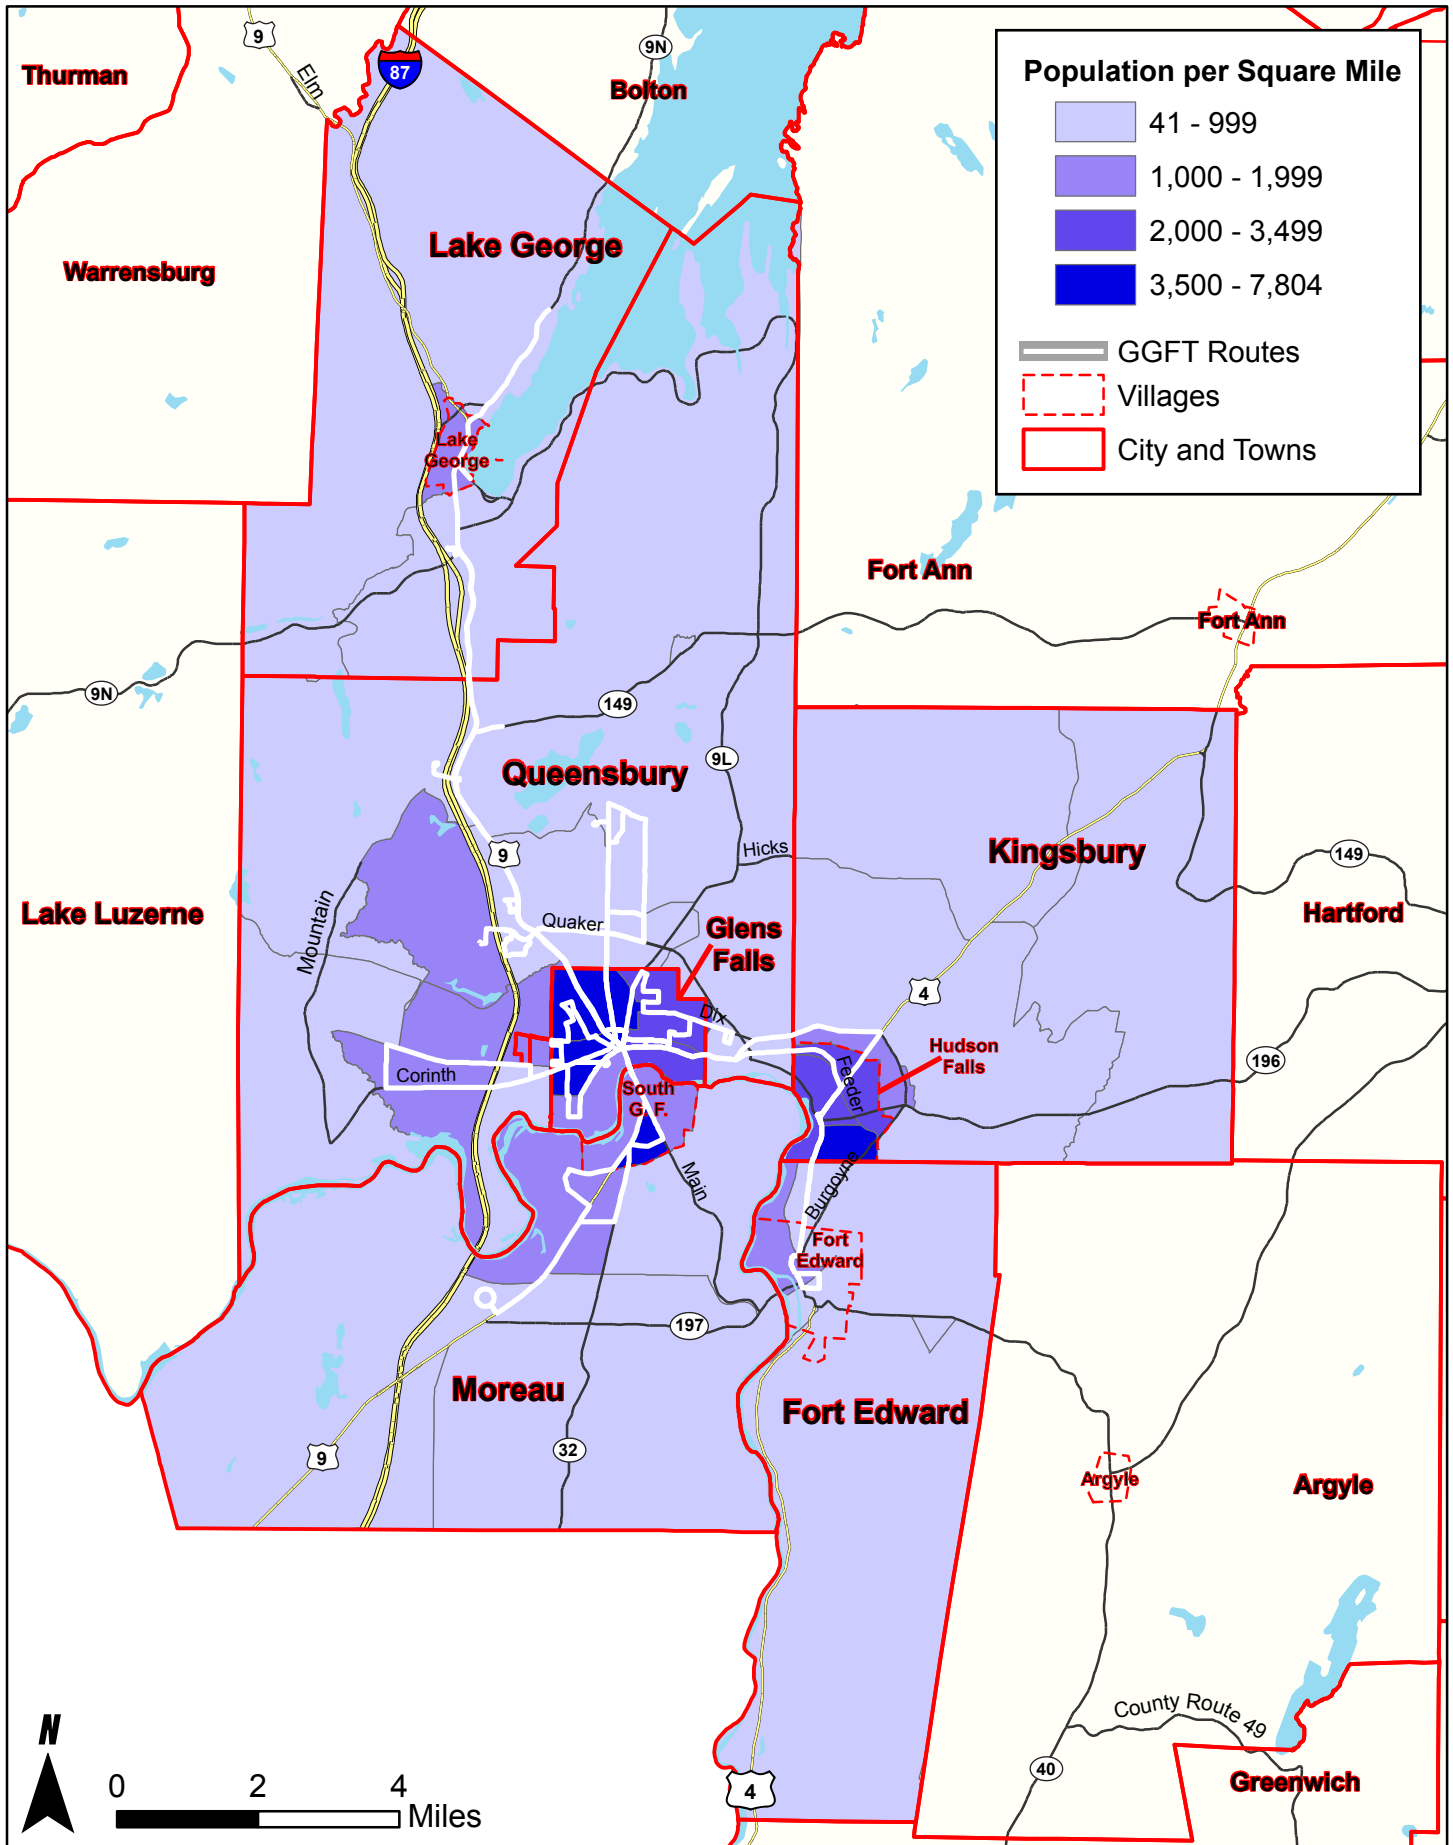 9
Elm
87
9N
Thurman
Bolton
Population per Square Mile
41 - 999
1,000 - 1,999
2,000 - 3,499
3,500 - 7,804
GGFT Routes
Villages
City and Towns
Lake George
Warrensburg
Lake
George
Fort Ann
Fort Ann
9N
149
9L
Queensbury
9
Hicks
Kingsbury
149
Lake Luzerne
Mountain
Quaker
Glens
Falls
Hartford
4
Dix
Hudson
Falls
196
Corinth
Feeder
South
G.F.
Main
Burgoyne
Fort
Edward
197
Moreau
Fort Edward
9
32
Argyle
Argyle
N
0 2 4
Miles
4
County Route 49
40
Greenwich